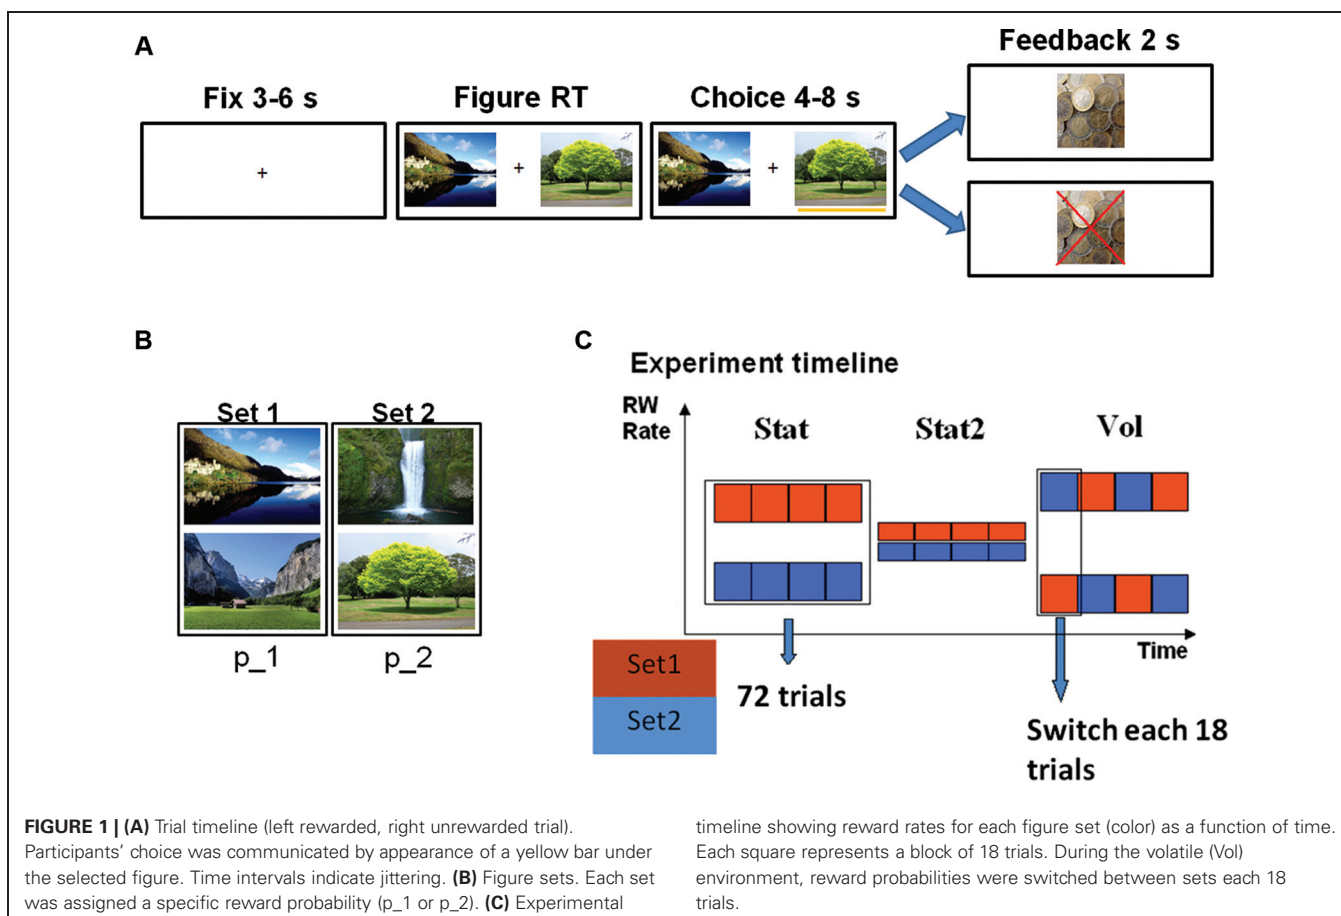 A
Fix 3-6 s
Figure RT
Choice 4-8 s
Feedback 2 s
+
+
+
B
Set 1
Set 2
p_1
p_2
C
Experiment timeline
RW
Rate
Stat
Stat2
Vol
Time
Set1
Set2
72 trials
Switch each 18
trials
FIGURE 1 | (A) Trial timeline (left rewarded, right unrewarded trial).
Participants’ choice was communicated by appearance of a yellow bar under
the selected figure. Time intervals indicate jittering. (B) Figure sets. Each set
was assigned a specific reward probability (p_1 or p_2). (C) Experimental
timeline showing reward rates for each figure set (color) as a function of time.
Each square represents a block of 18 trials. During the volatile (Vol)
environment, reward probabilities were switched between sets each 18
trials.